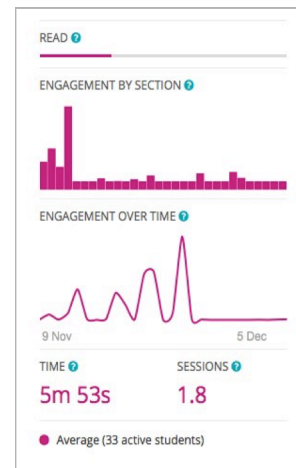 READ ?
ENGAGEMENT BY SECTION ?
ENGAGEMENT OVER TIME ?
9 Nov 5 Dec
TIME ? SESSIONS ?
5m 53s 1.8
Average (33 active students)